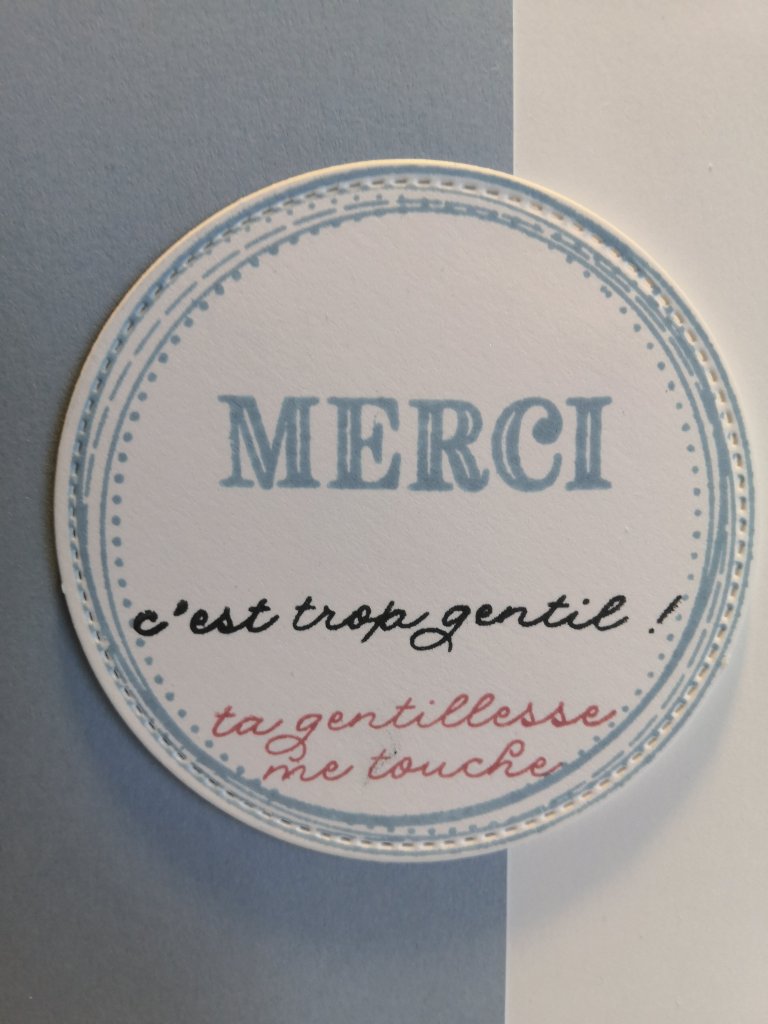 MERCI
c'est trop gentil !
ta gentillesse
me touche